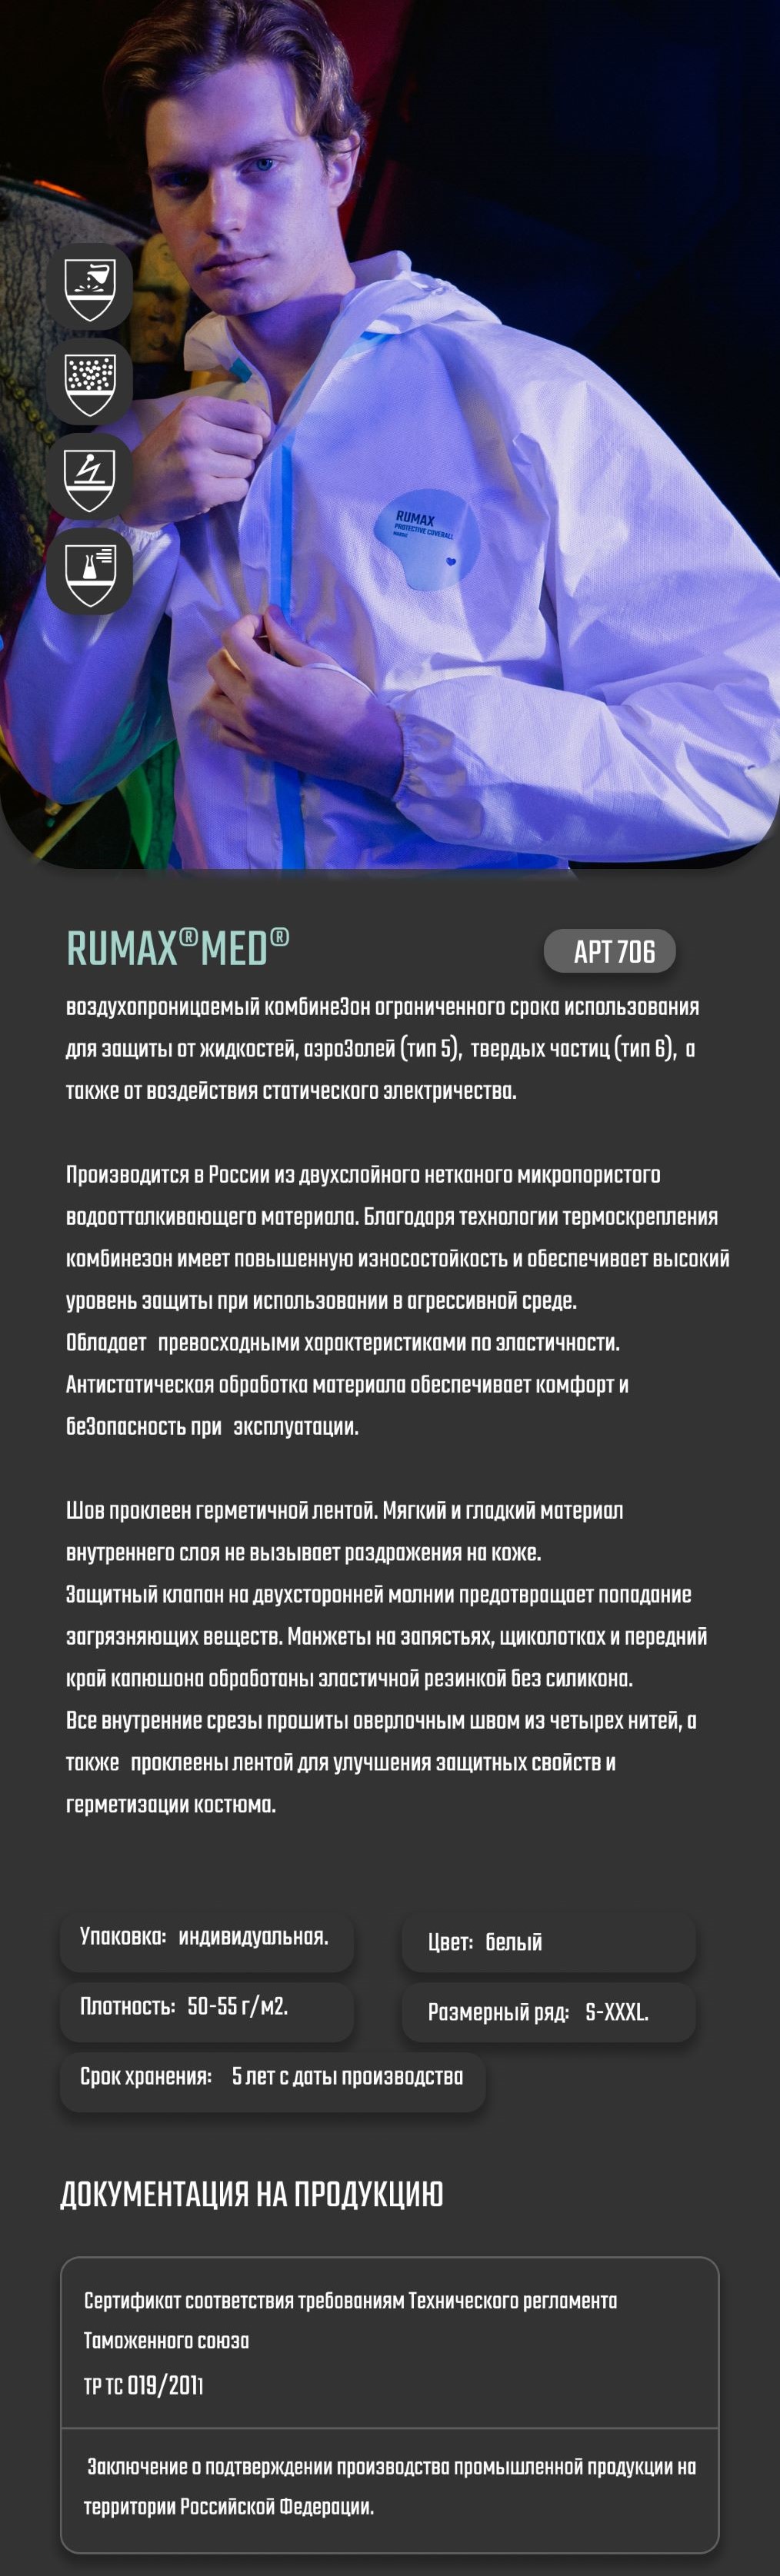 RUMAX
PROTECTIVE COVERALL
RUMAX®MED®
АРТ 706
воздухопроницаемый комбине3он ограниченного срока использования
для защиты от жидкостей, аэро3олей (тип 5), твердых частиц (тип 6), а
также от воздействия статического электричества.
Производится в России из двухслойного нетканого микропористого
водоотталкивающего материала. Благодаря технологии термоскрепления
комбинезон имеет повышенную износостойкость и обеспечивает высокий
уровень защиты при использовании в агрессивной среде.
Обладает превосходными характеристиками по эластичности.
Антистатическая обработка материала обеспечивает комфорт и
бе3опасность при эксплуатации.
Шов проклеен герметичной лентой. Мягкий и гладкий материал
внутреннего слоя не вызывает раздражения на коже.
Защитный клапан на двухсторонней молнии предотвращает попадание
загрязняющих веществ. Манжеты на запястьях, щиколотках и передний
край капюшона обработаны эластичной резинкой без силикона.
Все внутренние срезы прошиты оверлочным швом из четырех нитей, а
также проклеены лентой для улучшения защитных свойств и
герметизации костюма.
Упаковка: индивидуальная.
Цвет: белый
Плотность: 50-55 г/м2.
Размерный ряд: S-XXXL.
Срок хранения: 5 лет с даты производства
ДОКУМЕНТАЦИЯ НА ПРОДУКЦИЮ
Сертификат соответствия требованиям Технического регламента
Таможенного союза
ТР ТС 019/2011
Заключение о подтверждении производства промышленной продукции на
территории Российской Федерации.